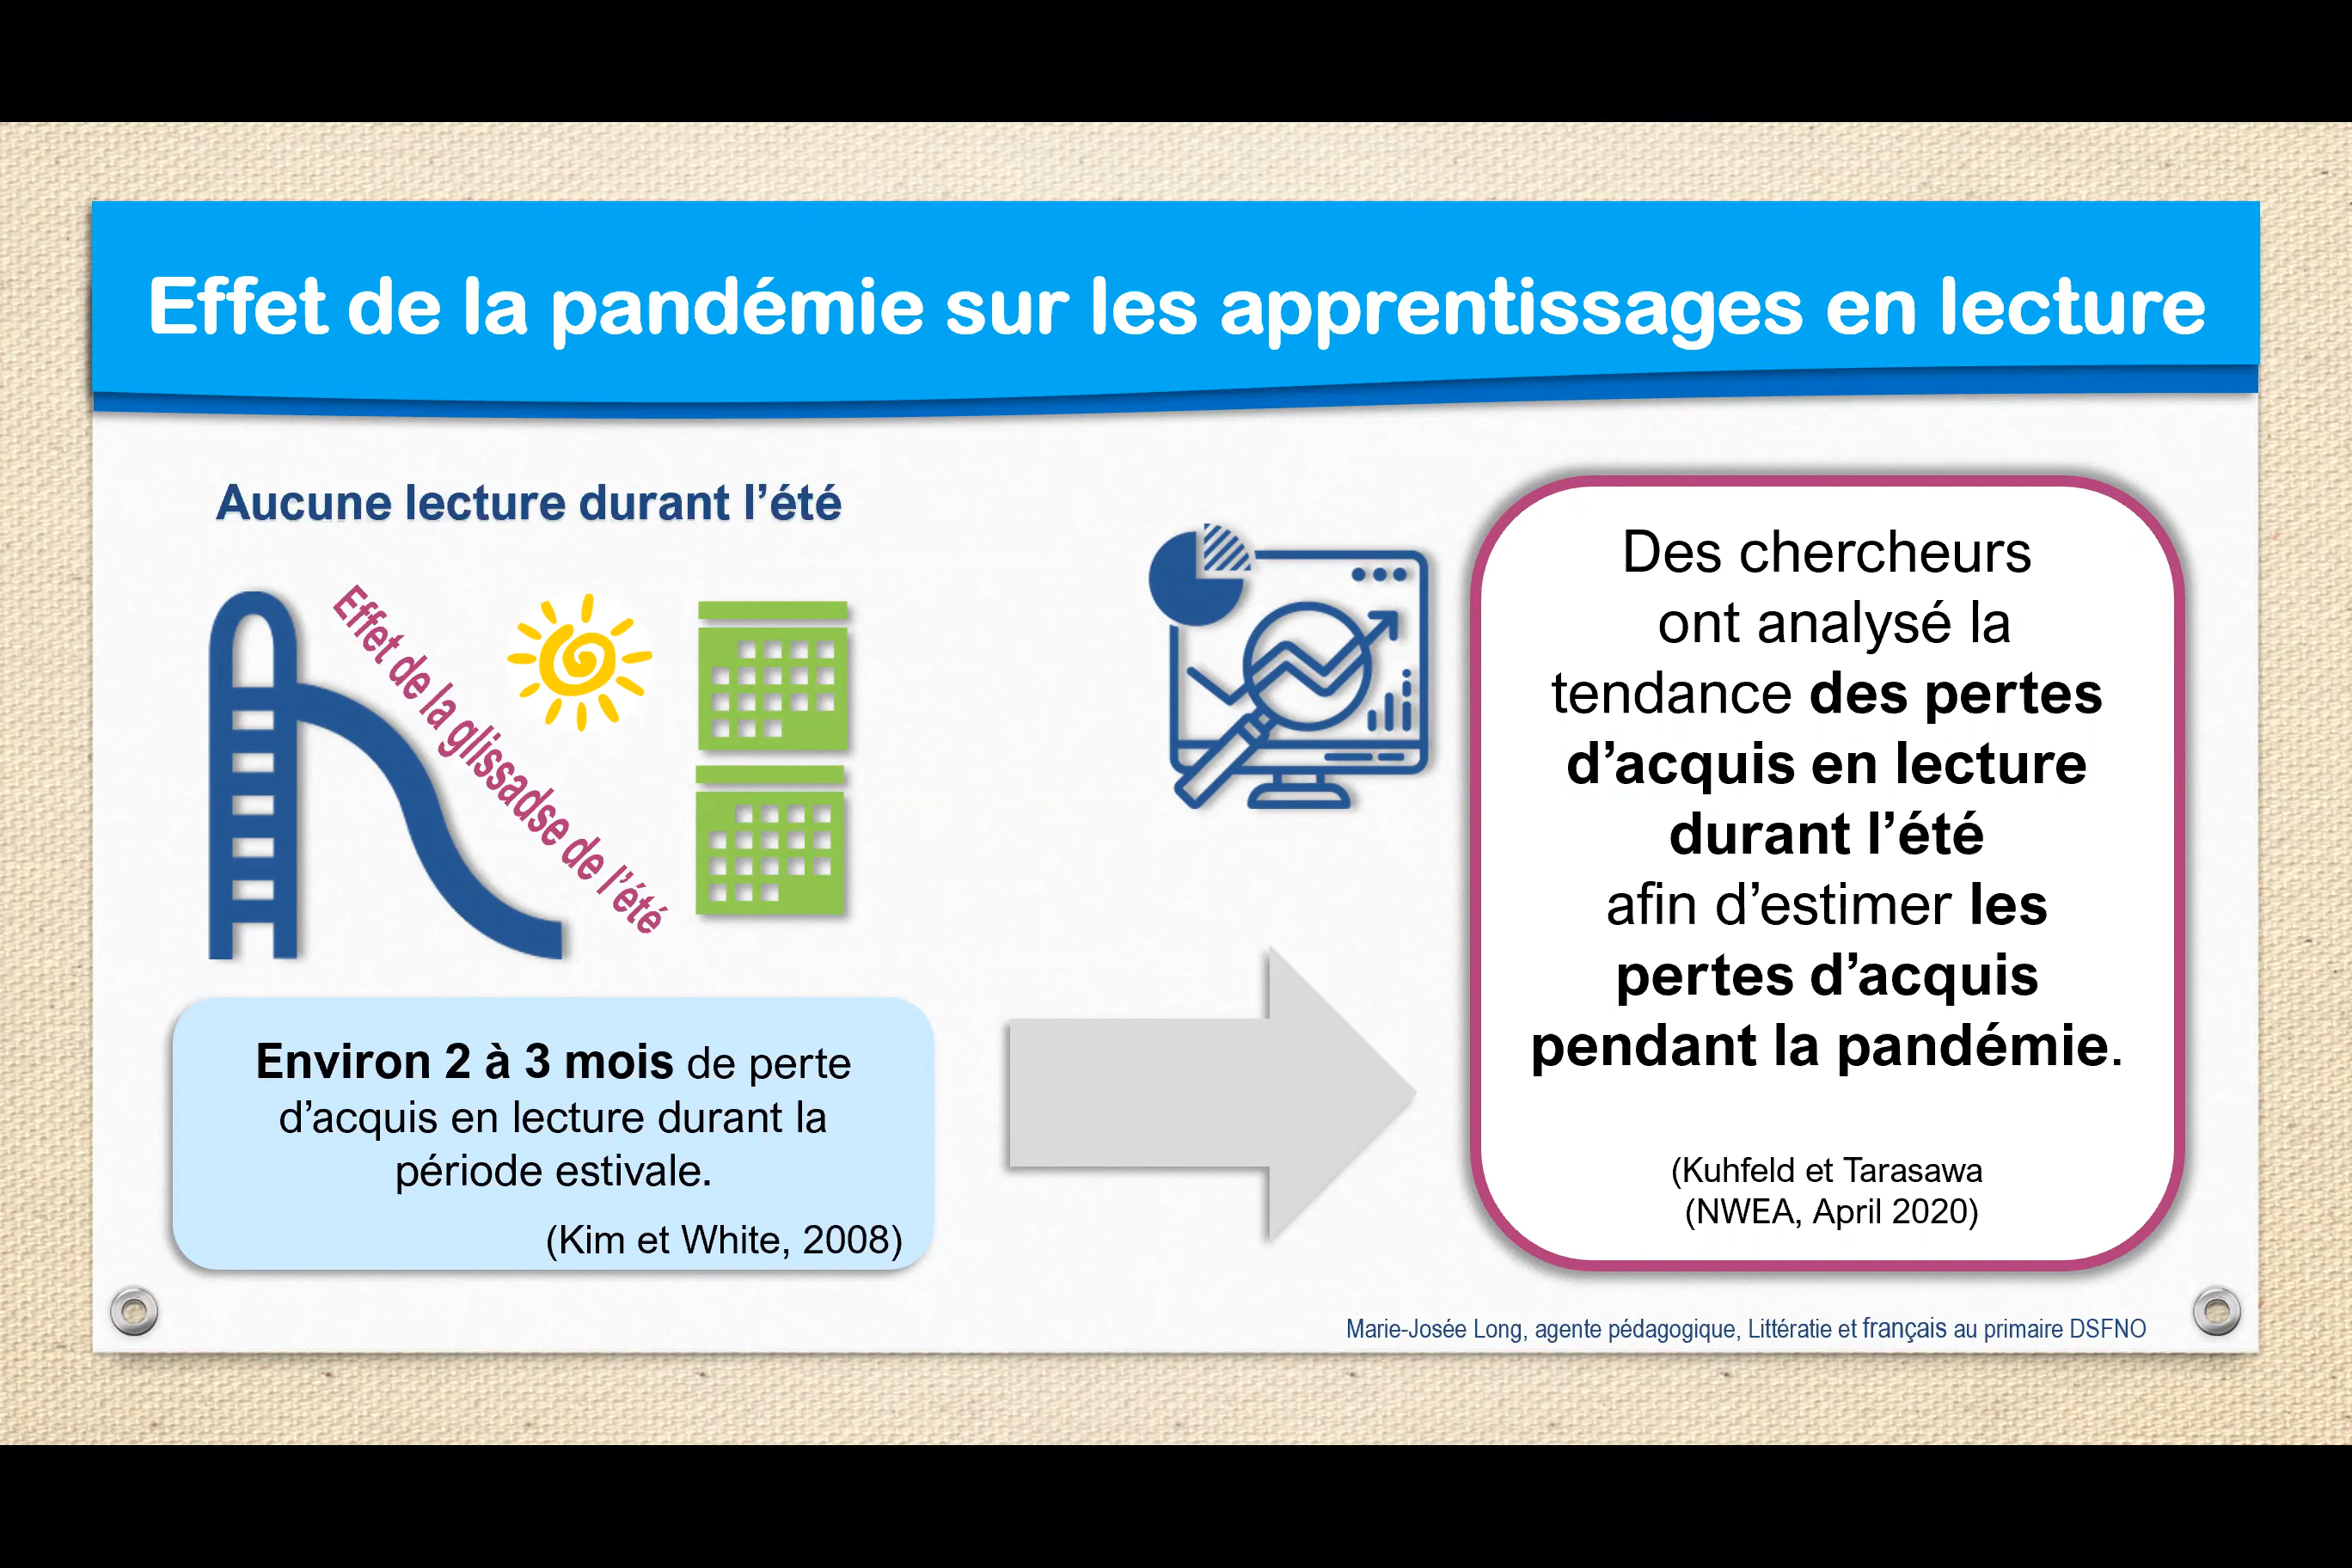 Effet de la pandémie sur les apprentissages en lecture
Aucune lecture durant l’été
Effet de la glissadse de l’été
Environ 2 à 3 mois de perte
d’acquis en lecture durant la
période estivale.
(Kim et White, 2008)
Des chercheurs
ont analysé la
tendance des pertes
d’acquis en lecture
durant l’été
afin d’estimer les
pertes d’acquis
pendant la pandémie.
(Kuhfeld et Tarasawa
(NWEA, April 2020)
Marie-Josée Long, agente pédagogique, Littératie et français au primaire DSFNO